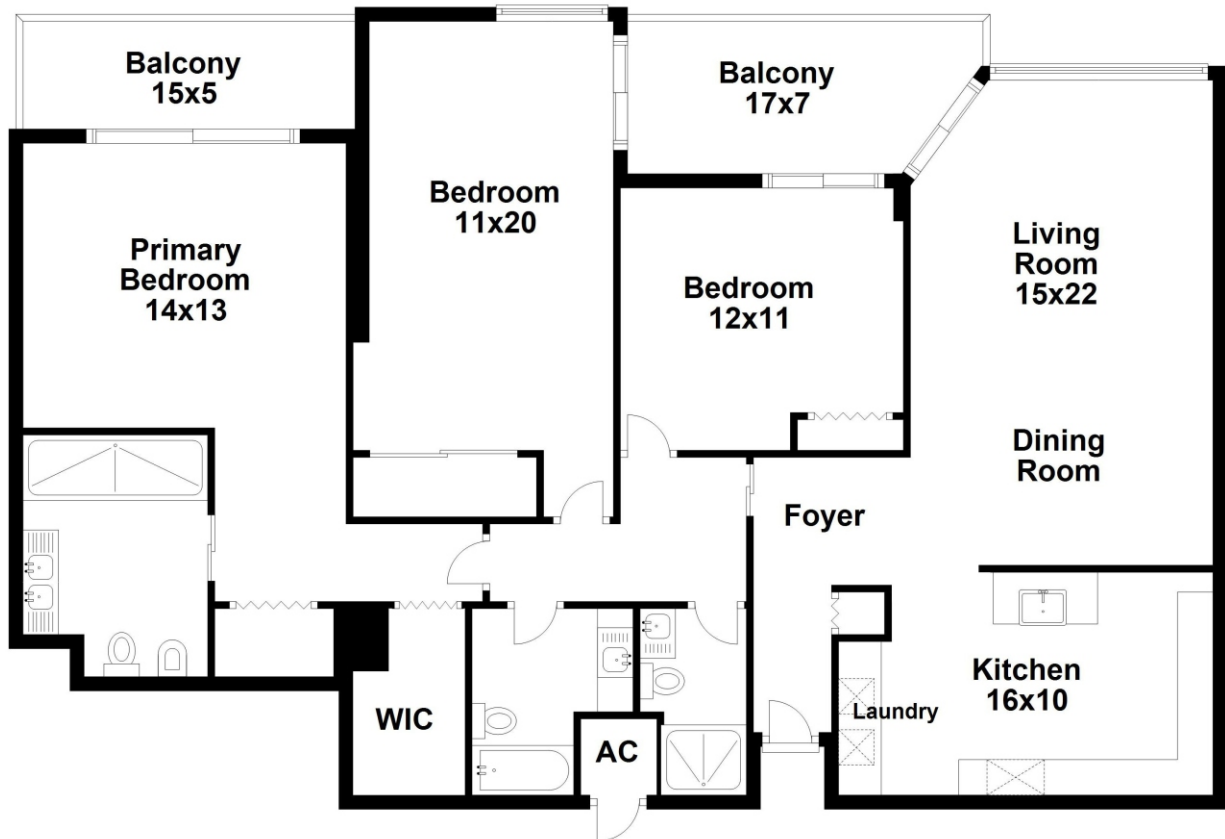 Balcony
15x5
Balcony
17x7
Bedroom
11x20
Primary
Bedroom
14x13
Bedroom
12x11
Living
Room
15x22
Dining
Room
Foyer
Kitchen
16x10
Laundry
WIC
AC